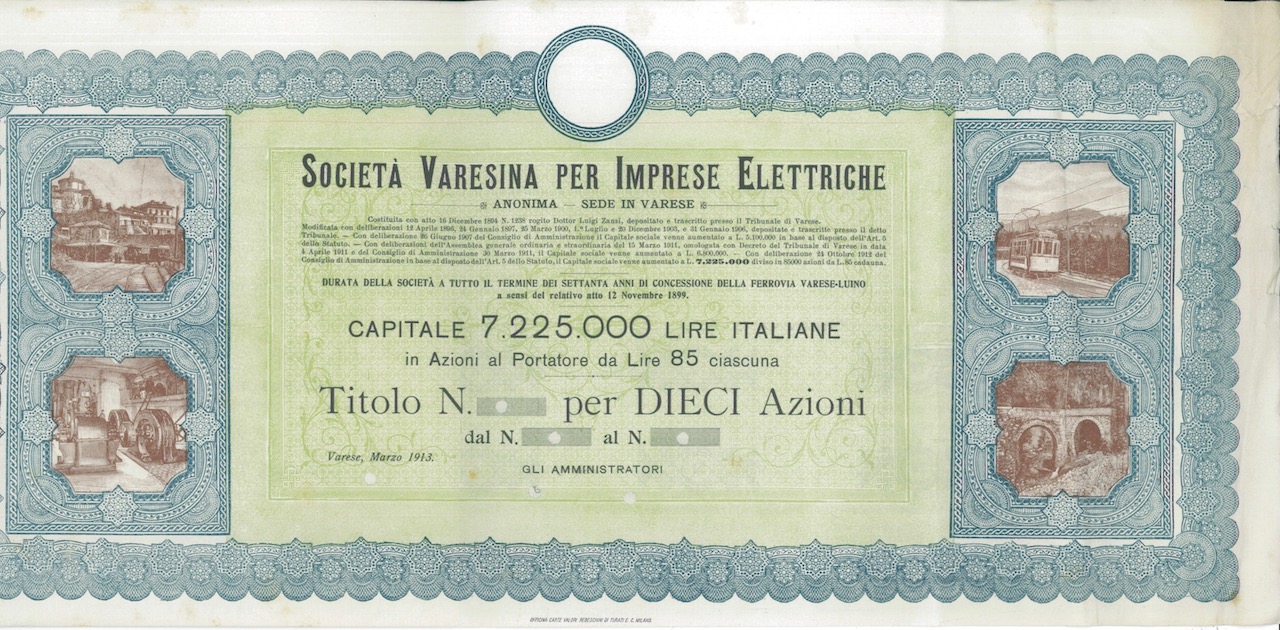 SOCIETÀ VARESINA PER IMPRESE ELETTRICHE
ANONIMA — SEDE IN VARESE
Costituita con atto 16 Dicembre 1894 N. 1238 rogito Dottor Luigi Zanzi, depositato e trascritto presso il Tribunale di Varese.
Modificata con deliberazioni 12 Aprile 1896, 24 Gennaio 1897, 25 Marzo 1900, 1.º Luglio e 20 Dicembre 1903, e 31 Gennaio 1906, depositate e trascritte presso il detto
Tribunale. — Con deliberazione 26 Giugno 1907 del Consiglio di Amministrazione il Capitale sociale venne aumentato a L. 5.100.000 in base al disposto dell'Art. 5
dello Statuto. — Con deliberazioni dell'Assemblea generale ordinaria e straordinaria del 15 Marzo 1911, omologata con Decreto del Tribunale di Varese in data
4 Aprile 1911 e del Consiglio di Amministrazione 30 Marzo 1911, il Capitale sociale venne aumentato a L. 6.800.000. — Con deliberazione 24 Ottobre 1912 del
Consiglio di Amministrazione in base al disposto dell'Art. 5 dello Statuto, il Capitale sociale venne aumentato a L. 7.225.000 diviso in 85000 azioni da L. 85 cadauna.
DURATA DELLA SOCIETÀ A TUTTO IL TERMINE DEI SETTANTA ANNI DI CONCESSIONE DELLA FERROVIA VARESE-LUINO
a sensi del relativo atto 12 Novembre 1899.
CAPITALE 7.225.000 LIRE ITALIANE
in Azioni al Portatore da Lire 85 ciascuna
Titolo N. per DIECI Azioni
dal N. al N.
Varese, Marzo 1913.
GLI AMMINISTRATORI
OFFICINA CARTE VALORI REBESCHINI DI TURATI E C. MILANO.